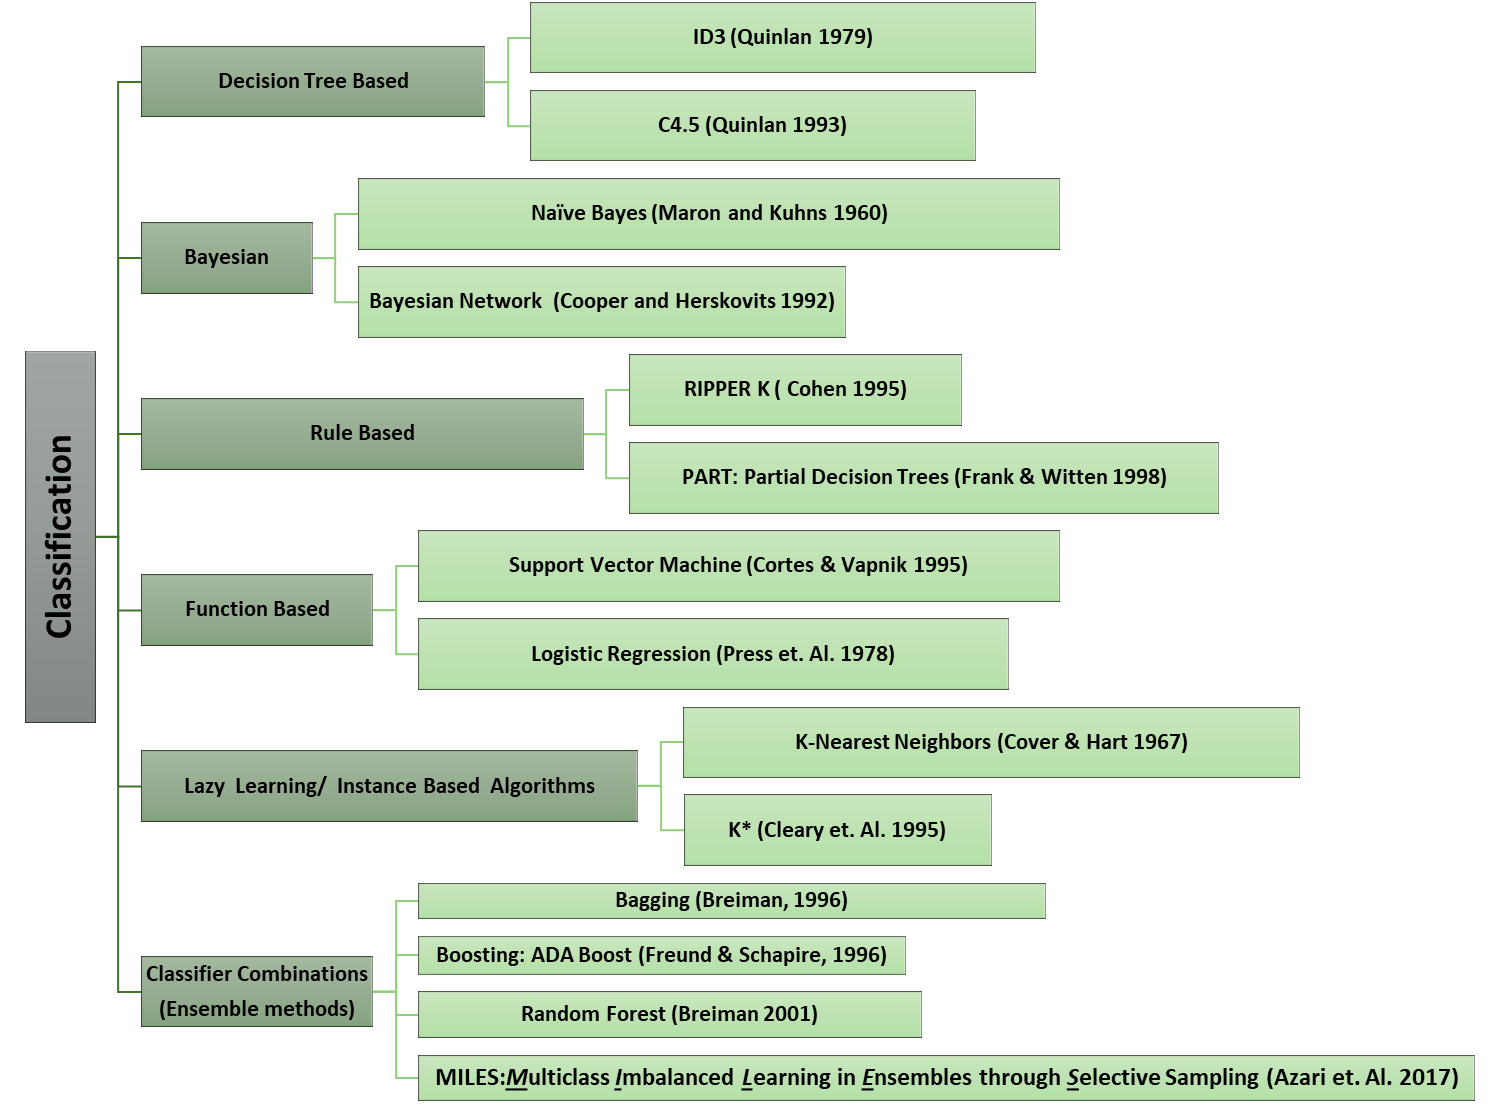 Classification
Decision Tree Based
ID3 (Quinlan 1979)
C4.5 (Quinlan 1993)
Bayesian
Naïve Bayes (Maron and Kuhns 1960)
Bayesian Network (Cooper and Herskovits 1992)
Rule Based
RIPPER K ( Cohen 1995)
PART: Partial Decision Trees (Frank & Witten 1998)
Function Based
Support Vector Machine (Cortes & Vapnik 1995)
Logistic Regression (Press et. Al. 1978)
Lazy Learning/ Instance Based Algorithms
K-Nearest Neighbors (Cover & Hart 1967)
K* (Cleary et. Al. 1995)
Classifier Combinations
(Ensemble methods)
Bagging (Breiman, 1996)
Boosting: ADA Boost (Freund & Schapire, 1996)
Random Forest (Breiman 2001)
MILES:Multiclass Imbalanced Learning in Ensembles through Selective Sampling (Azari et. Al. 2017)